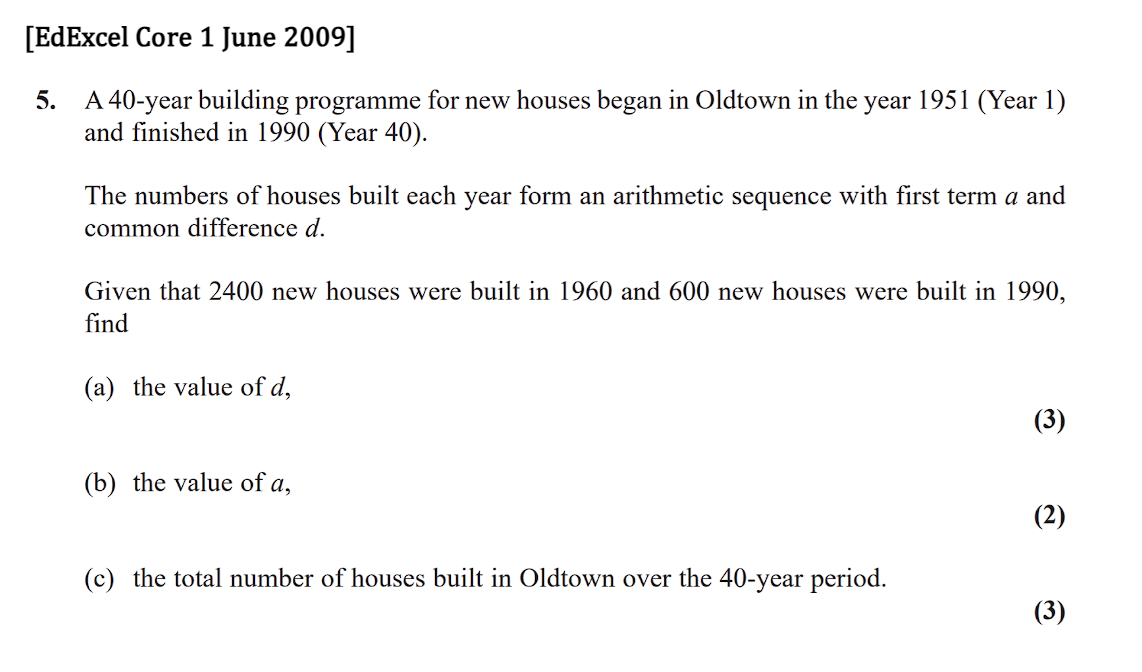 [EdExcel Core 1 June 2009]
5. A 40-year building programme for new houses began in Oldtown in the year 1951 (Year 1)
and finished in 1990 (Year 40).
The numbers of houses built each year form an arithmetic sequence with first term a and
common difference d.
Given that 2400 new houses were built in 1960 and 600 new houses were built in 1990,
find
(a) the value of d,
(3)
(b) the value of a,
(2)
(c) the total number of houses built in Oldtown over the 40-year period.
(3)